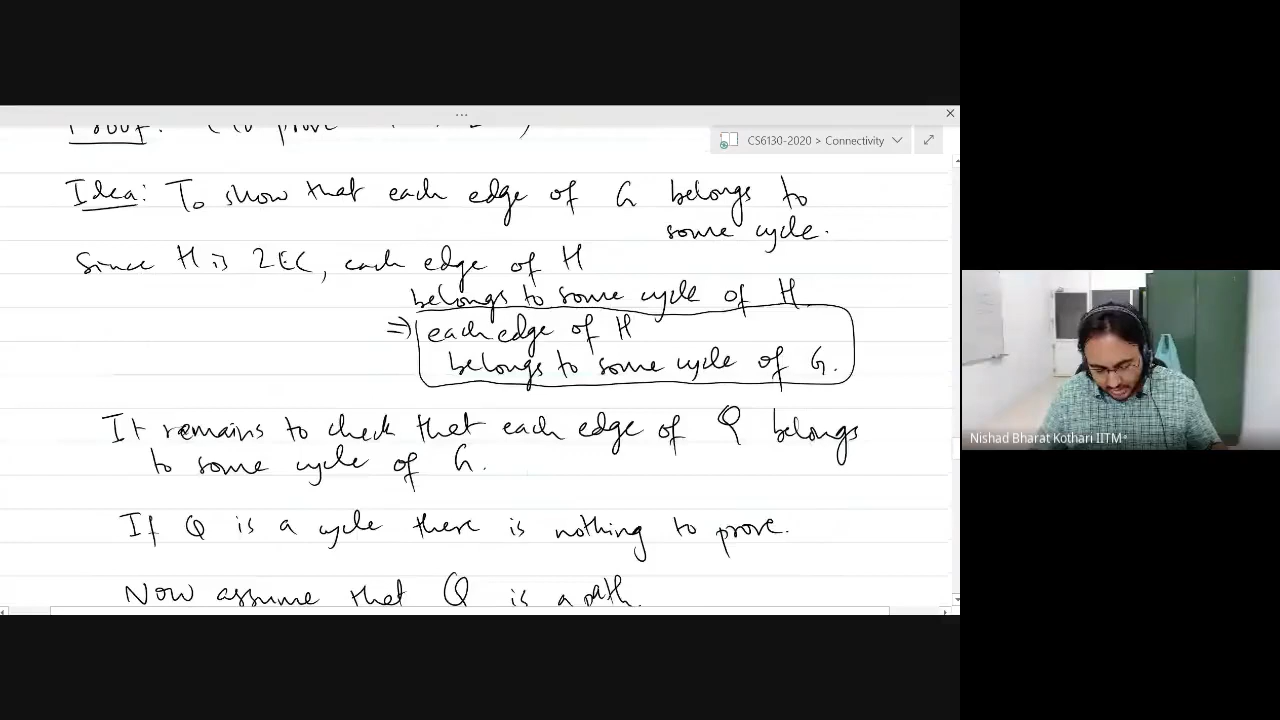 CS6130-2020 > Connectivity
Proof: (To prove
Idea: To show that each edge of G belongs to
some cycle.
Since H is 2EC, each edge of H
belongs to some cycle of H
⇒ each edge of H
belongs to some cycle of G.
It remains to check that each edge of Q belongs
to some cycle of G.
If Q is a cycle there is nothing to prove.
Now assume that Q is a path.
Nishad Bharat Kothari IITM